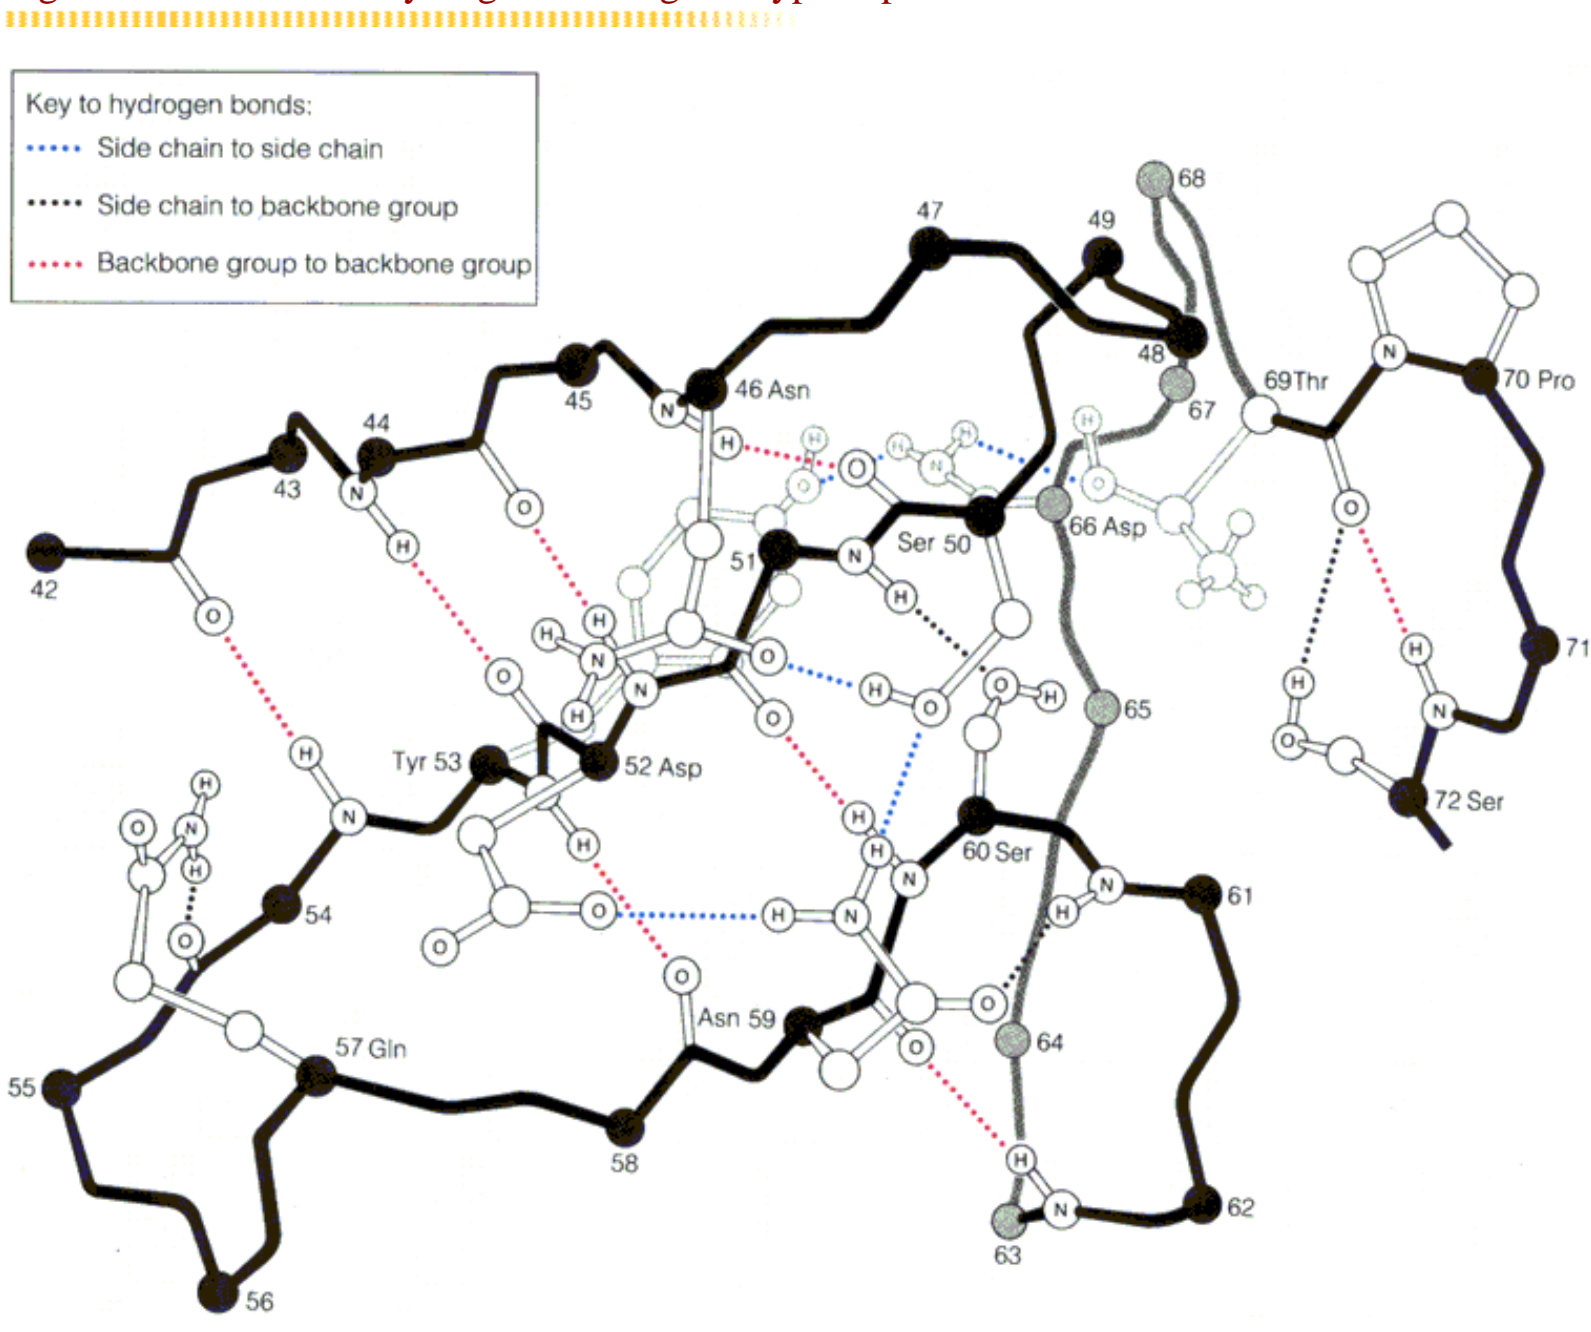 Key to hydrogen bonds:
Side chain to side chain
Side chain to backbone group
Backbone group to backbone group
68
47
49
48
45
46 Asn
67
69Thr
N
70 Pro
N
H
H
H
H
44
43
N
O
N
H
O
O
O
66 Asp
O
Ser 50
51
N
H
42
H
O
H
H
N
O
H
71
O
N
H
O
H
O
O
H
65
H
N
O
H
Tyr 53
52 Asp
O
72 Ser
H
O
N
H
N
H
H
H
60 Ser
N
N
61
H
54
O
H
N
O
O
O
Asn 59
O
64
57 Gln
O
55
58
H
N
62
63
56